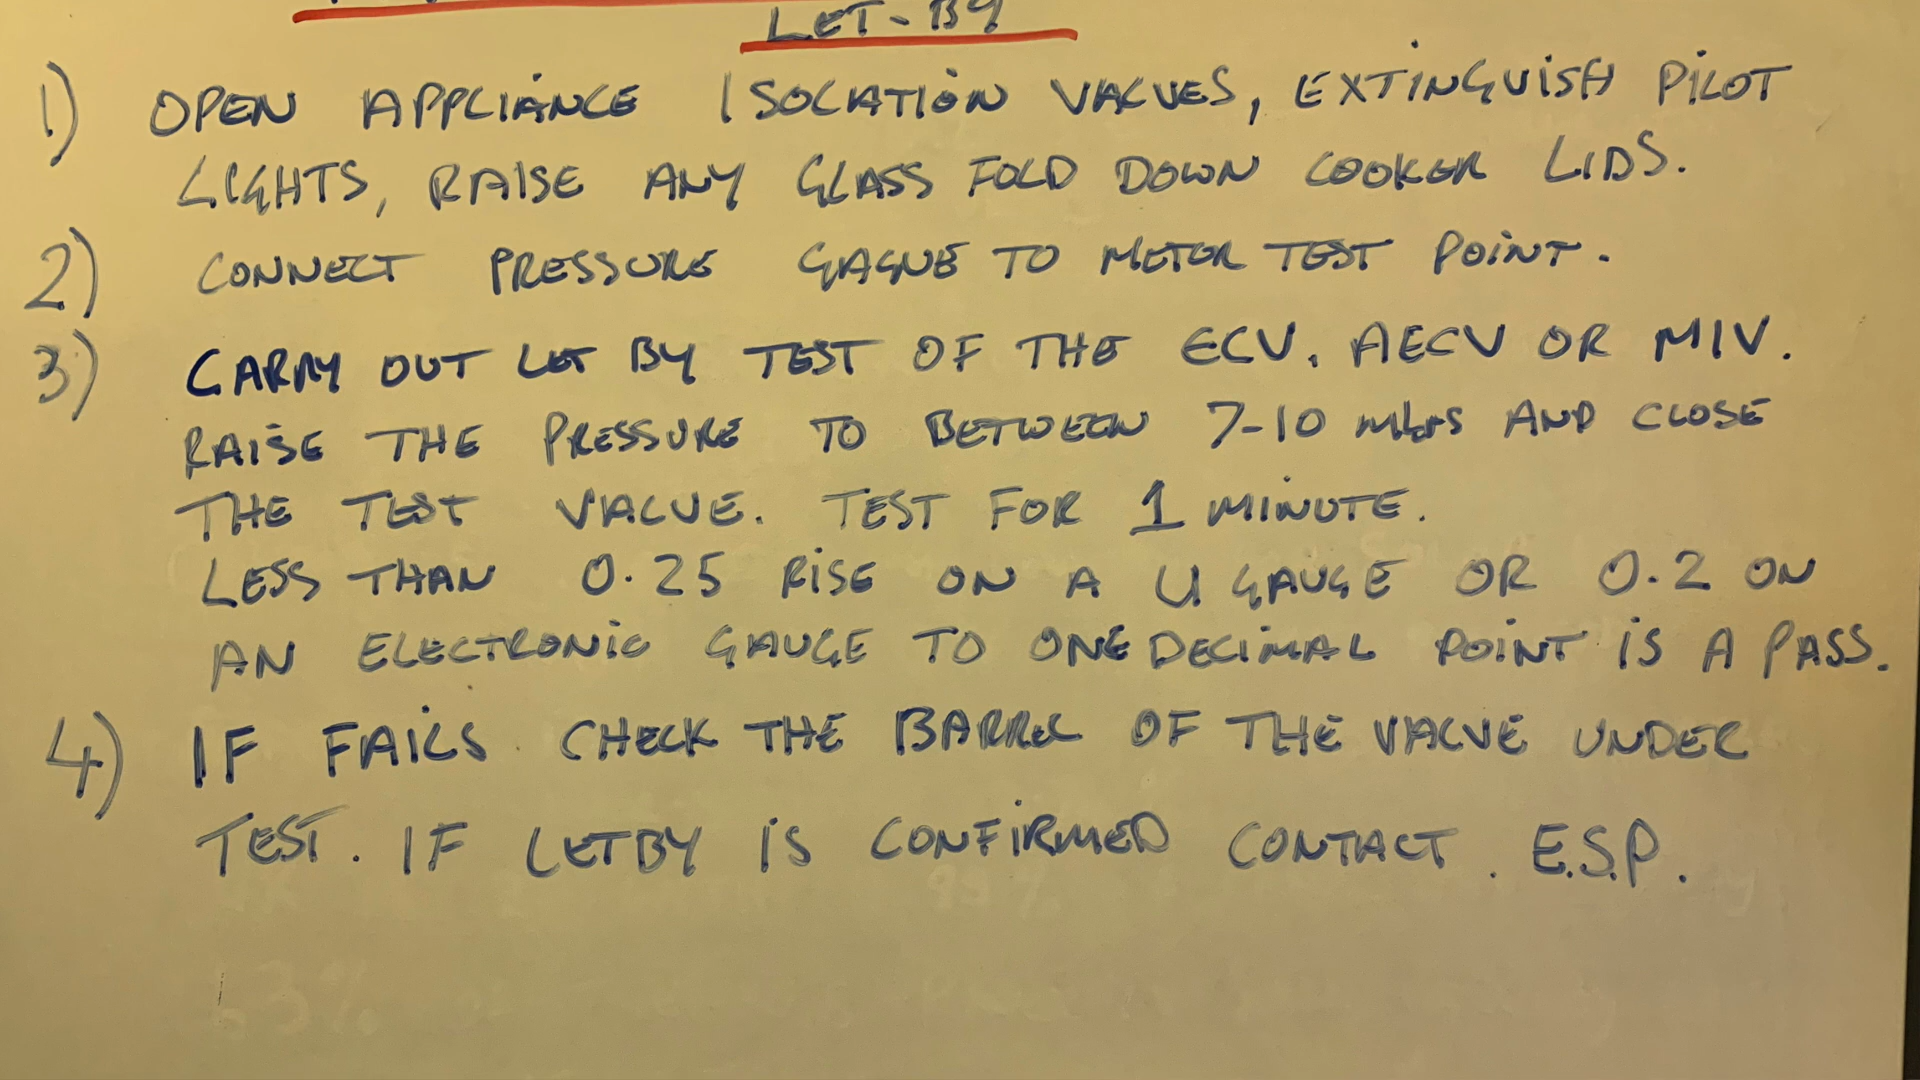 LET-BY
1) OPEN APPLIANCE ISOLATION VALVES, EXTINGUISH PILOT
LIGHTS, RAISE ANY GLASS FOLD DOWN COOKER LIDS.
2) CONNECT PRESSURE GAGUE TO METOR TEST POINT.
3) CARRY OUT LET BY TEST OF THE ECV. AECV OR MIV.
RAISE THE PRESSURE TO BETWEEN 7-10 mbrs AND CLOSE
THE TEST VALVE. TEST FOR 1 MINUTE.
LESS THAN 0.25 RISE ON A U GAUGE OR 0.2 ON
AN ELECTRONIC GAUGE TO ONE DECIMAL POINT IS A PASS.
4) IF FAILS CHECK THE BARREL OF THE VALVE UNDER
TEST. IF LETBY IS CONFIRMED CONTACT. E.S.P.